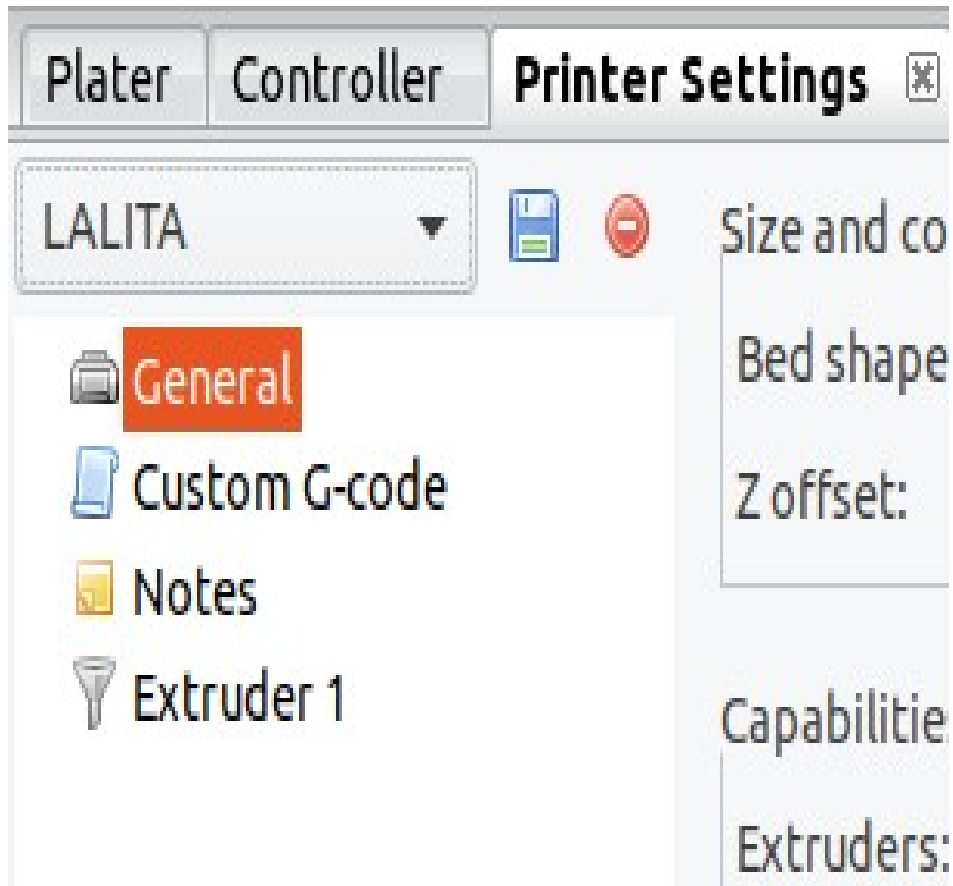 Plater Controller Printer Settings
LALITA
Size and co
General
Bed shape
Custom G-code
Z offset:
Notes
Extruder 1
Capabilitie
Extruders: